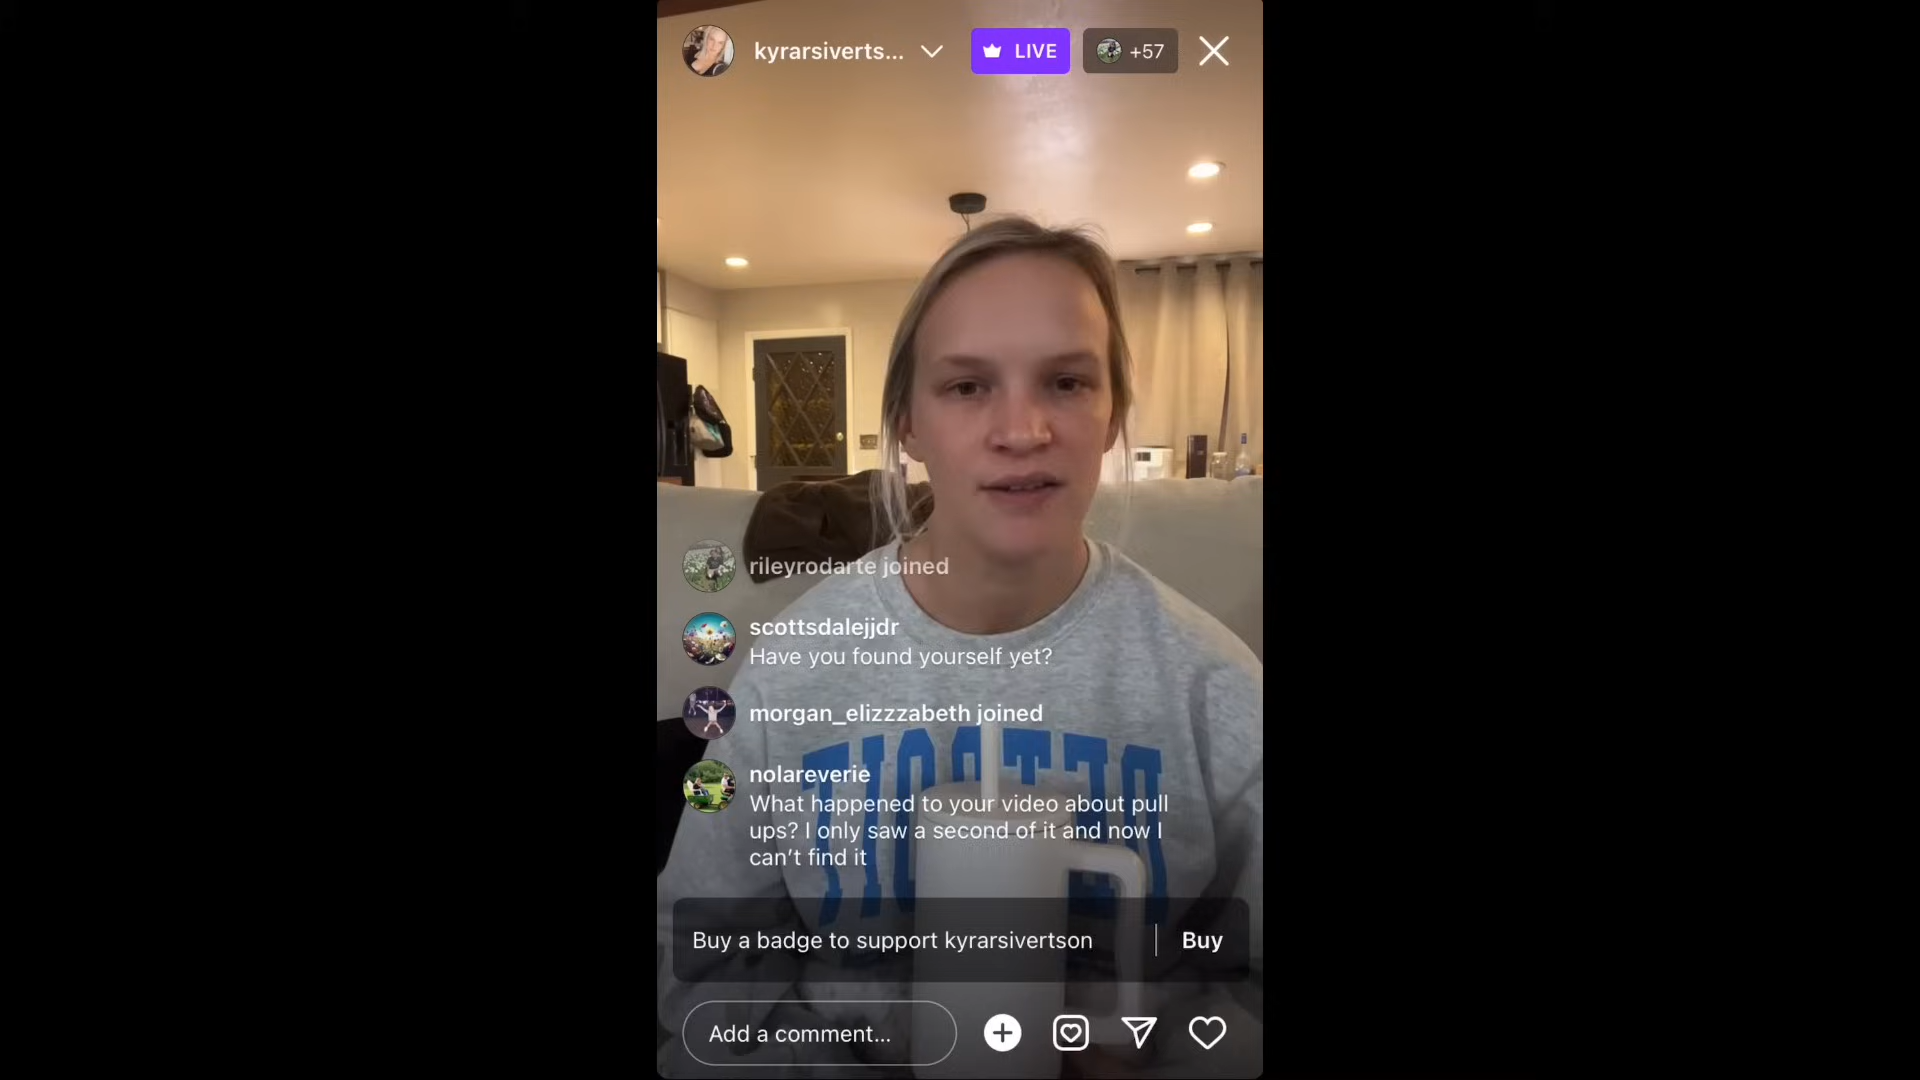 kyrarsiverts...
LIVE
+57
rileyrodarte joined
scottsdalejjdr
Have you found yourself yet?
morgan_elizzzabeth joined
nolareverie
What happened to your video about pull
ups? I only saw a second of it and now I
can't find it
DETROIT
Buy a badge to support kyrarsivertson
Buy
Add a comment...